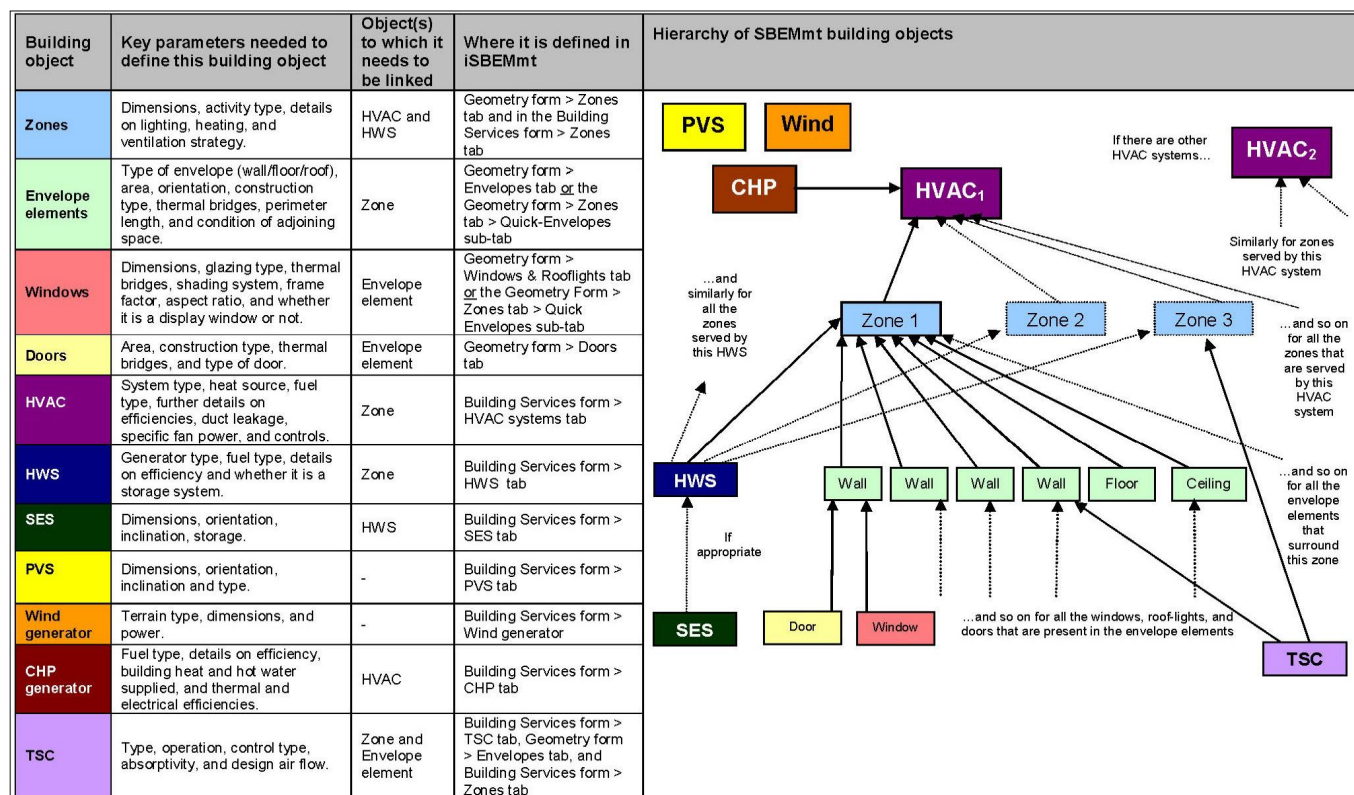 Building
object
Key parameters needed to
define this building object
Object(s)
to which it
needs to
be linked
Where it is defined in
iSBEMmt
Hierarchy of SBEMmt building objects
Zones
Dimensions, activity type, details
on lighting, heating, and
ventilation strategy.
HVAC and
HWS
Geometry form > Zones
tab and in the Building
Services form > Zones
tab
Envelope
elements
Type of envelope (wall/floor/roof),
area, orientation, construction
type, thermal bridges, perimeter
length, and condition of adjoining
space.
Zone
Geometry form >
Envelopes tab or the
Geometry form > Zones
tab > Quick-Envelopes
sub-tab
Windows
Dimensions, glazing type, thermal
bridges, shading system, frame
factor, aspect ratio, and whether
it is a display window or not.
Envelope
element
Geometry form >
Windows & Rooflights tab
or the Geometry Form >
Zones tab > Quick
Envelopes sub-tab
Doors
Area, construction type, thermal
bridges, and type of door.
Envelope
element
Geometry form > Doors
tab
HVAC
System type, heat source, fuel
type, further details on
efficiencies, duct leakage,
specific fan power, and controls.
Zone
Building Services form >
HVAC systems tab
HWS
Generator type, fuel type, details
on efficiency and whether it is a
storage system.
Zone
Building Services form >
HWS tab
SES
Dimensions, orientation,
inclination, storage.
HWS
Building Services form >
SES tab
PVS
Dimensions, orientation,
inclination and type.
-
Building Services form >
PVS tab
Wind
generator
Terrain type, dimensions, and
power.
-
Building Services form >
Wind generator
CHP
generator
Fuel type, details on efficiency,
building heat and hot water
supplied, and thermal and
electrical efficiencies.
HVAC
Building Services form >
CHP tab
TSC
Type, operation, control type,
absorptivity, and design air flow.
Zone and
Envelope
element
Building Services form >
TSC tab, Geometry form
> Envelopes tab, and
Building Services form >
Zones tab
PVS
Wind
CHP
HVAC₁
If there are other
HVAC systems...
HVAC₂
Similarly for zones
served by this
HVAC system
...and
similarly for
all the
zones
served by
this HWS
Zone 1
Zone 2
Zone 3
...and so on
for all the
zones that
are served
by this
HVAC
system
HWS
Wall
Wall
Wall
Wall
Floor
Ceiling
...and so on
for all the
envelope
elements
that
surround
this zone
If
appropriate
SES
Door
Window
...and so on for all the windows, roof-lights, and
doors that are present in the envelope elements
TSC